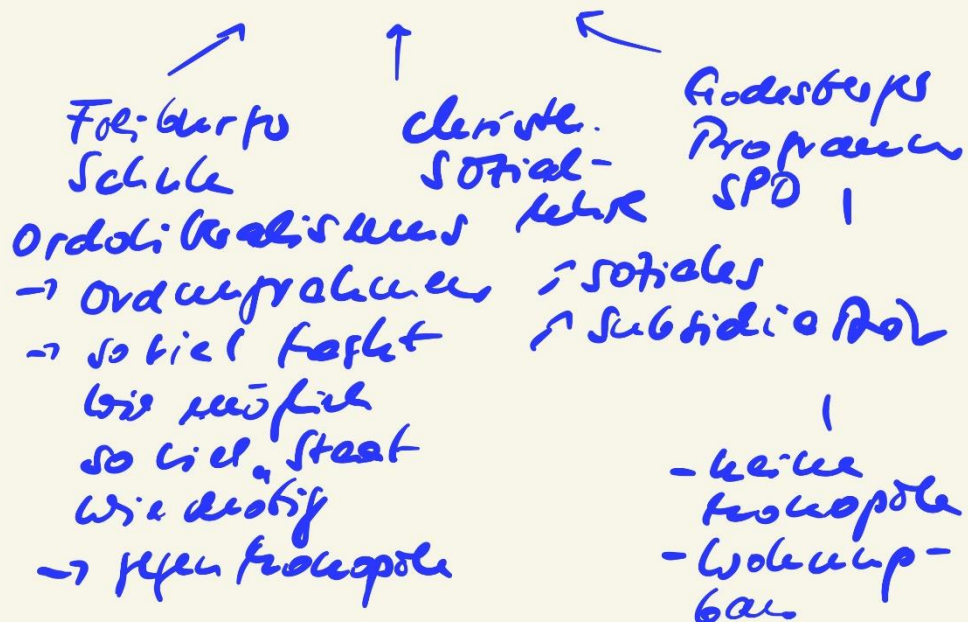 Freiburger
Schule
Ordoliberalismus
→ Ordnungsrahmen
→ so viel Markt
wie möglich
so viel Staat
wie nötig
→ gegen Monopole
christl.
Sozial-
lehre
↗ soziales
↗ Subsidiarität
Godesberger
Programm
SPD
- keine
Monopole
- Wohnungs-
bau